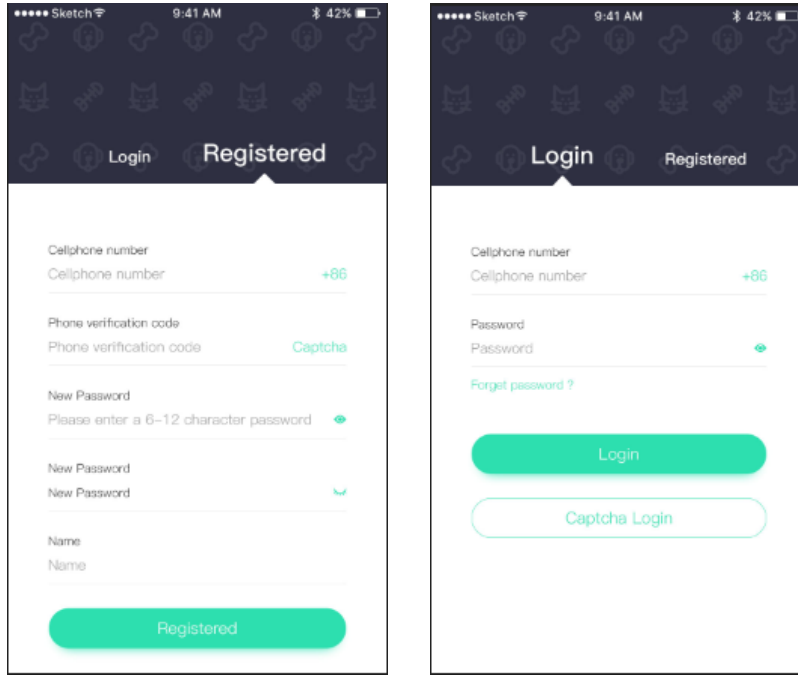 Sketch 9:41 AM 42%
Login Registered
Cellphone number
Cellphone number +86
Phone verification code
Phone verification code Captcha
New Password
Please enter a 6-12 character password
New Password
New Password
Name
Name
Registered
Sketch 9:41 AM 42%
Login Registered
Cellphone number
Cellphone number +86
Password
Password
Forget password ?
Login
Captcha Login